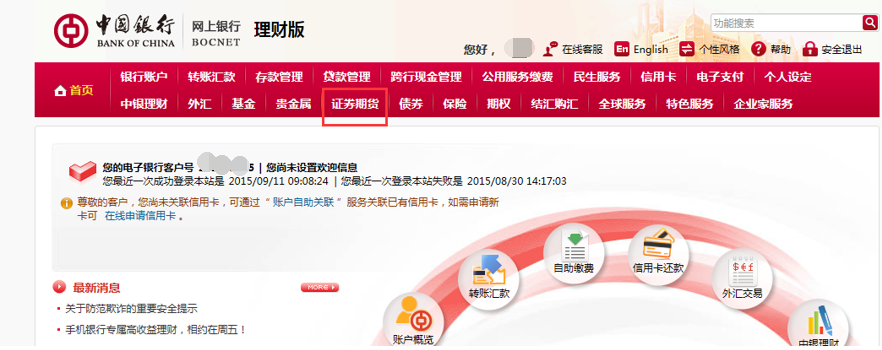 中國銀行 网上银行 理财版
BANK OF CHINA BOCNET
功能搜索
您好， 在线客服 En English 个性风格 ? 帮助 安全退出
首页
银行账户 转账汇款 存款管理 贷款管理 跨行现金管理 公用服务缴费 民生服务 信用卡 电子支付 个人设定
中银理财 外汇 基金 贵金属 证券期货 债券 保险 期权 结汇购汇 全球服务 特色服务 企业家服务
您的电子银行客户号 5 | 您尚未设置欢迎信息
您最近一次成功登录本站是 2015/09/11 09:08:24 | 您最近一次登录本站失败是 2015/08/30 14:17:03
尊敬的客户，您尚未关联信用卡，可通过“ 账户自助关联 ”服务关联已有信用卡，如需申请新
卡可 在线申请信用卡 。
最新消息 MORE
关于防范欺诈的重要安全提示
手机银行专属高收益理财，相约在周五！
账户概览
转账汇款
自助缴费
信用卡还款
外汇交易
中银理财